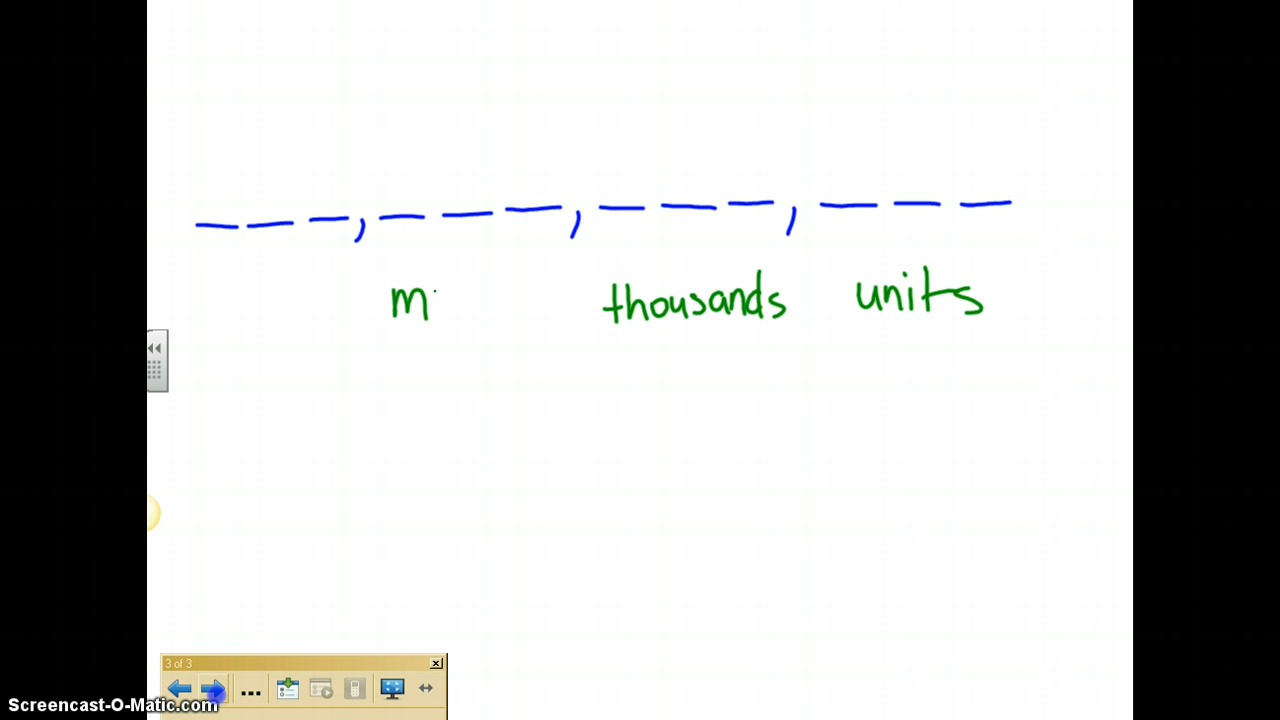 _ _ _ , _ _ _ , _ _ _ , _ _ _
m thousands units
3 of 3
...
Screencast-O-Matic.com